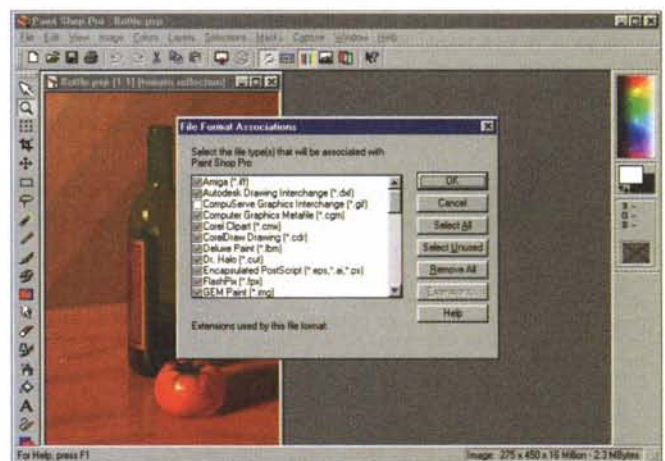 Paint Shop Pro - Bottle.psp
File Edit View Image Colors Layers Selections Masks Capture Window Help
Bottle.psp [1:1] (tomato reflection)
File Format Associations
Select the file type(s) that will be associated with
Paint Shop Pro
Amiga (*.iff)
Autodesk Drawing Interchange (*.dxf)
CompuServe Graphics Interchange (*.gif)
Computer Graphics Metafile (*.cgm)
Corel Clipart (*.cmx)
CorelDraw Drawing (*.cdr)
Deluxe Paint (*.lbm)
Dr. Halo (*.cut)
Encapsulated PostScript (*.eps,*.ai,*.ps)
FlashPix (*.fpx)
GEM Paint (*.img)
OK
Cancel
Select All
Select Unused
Remove All
Extensions...
Help
Extensions used by this file format:
R:-
G:-
B:-
For Help, press F1
Image: 275 x 450 x 16 Million - 2.3 MBytes